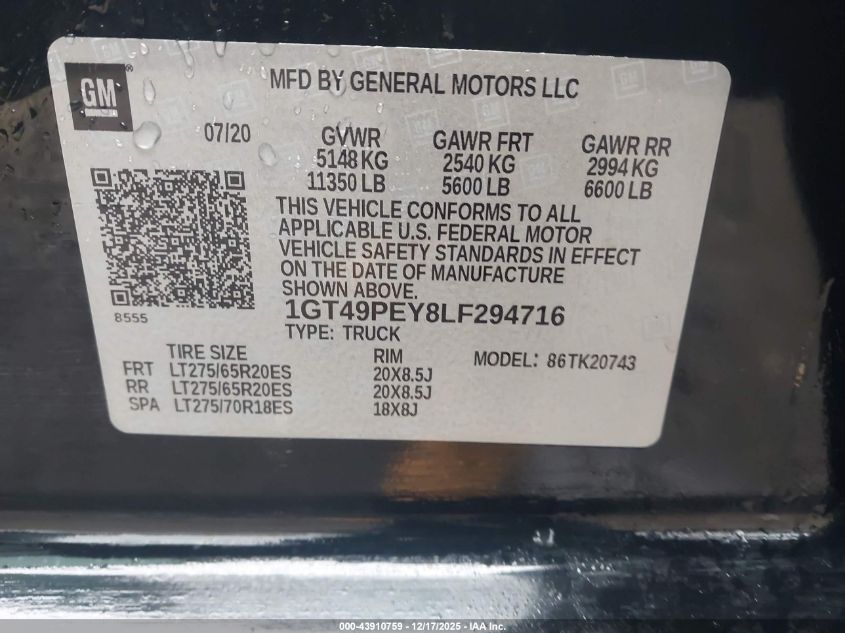 GM
MFD BY GENERAL MOTORS LLC
07/20
GVWR GAWR FRT GAWR RR
5148 KG 2540 KG 2994 KG
11350 LB 5600 LB 6600 LB
THIS VEHICLE CONFORMS TO ALL
APPLICABLE U.S. FEDERAL MOTOR
VEHICLE SAFETY STANDARDS IN EFFECT
ON THE DATE OF MANUFACTURE
SHOWN ABOVE.
8555
1GT49PEY8LF294716
TYPE: TRUCK
TIRE SIZE RIM MODEL: 86TK20743
FRT LT275/65R20ES 20X8.5J
RR LT275/65R20ES 20X8.5J
SPA LT275/70R18ES 18X8J
000-43910759 - 12/17/2025 - IAA Inc.